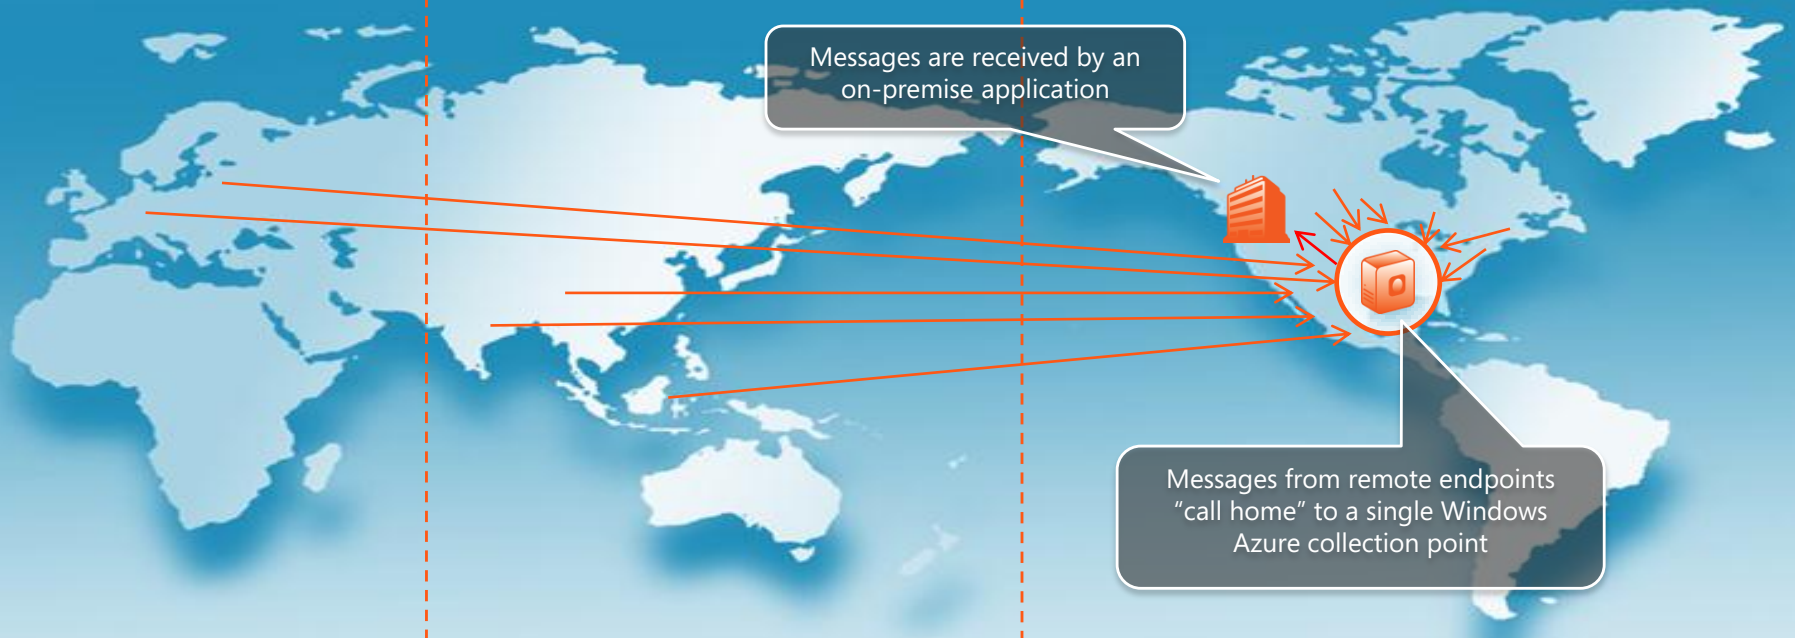 Messages are received by an
on-premise application
Messages from remote endpoints
“call home” to a single Windows
Azure collection point